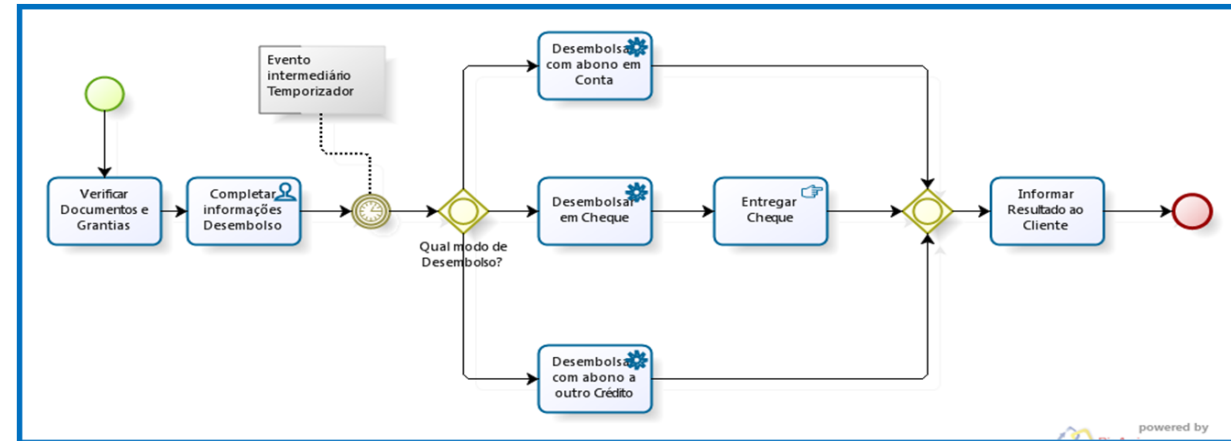 Evento
intermediário
Temporizador
Verificar
Documentos e
Grantias
Completar
informações
Desembolso
Qual modo de
Desembolso?
Desembolsar
com abono em
Conta
Desembolsar
em Cheque
Entregar
Cheque
Desembolsar
com abono a
outro Crédito
Informar
Resultado ao
Cliente
powered by